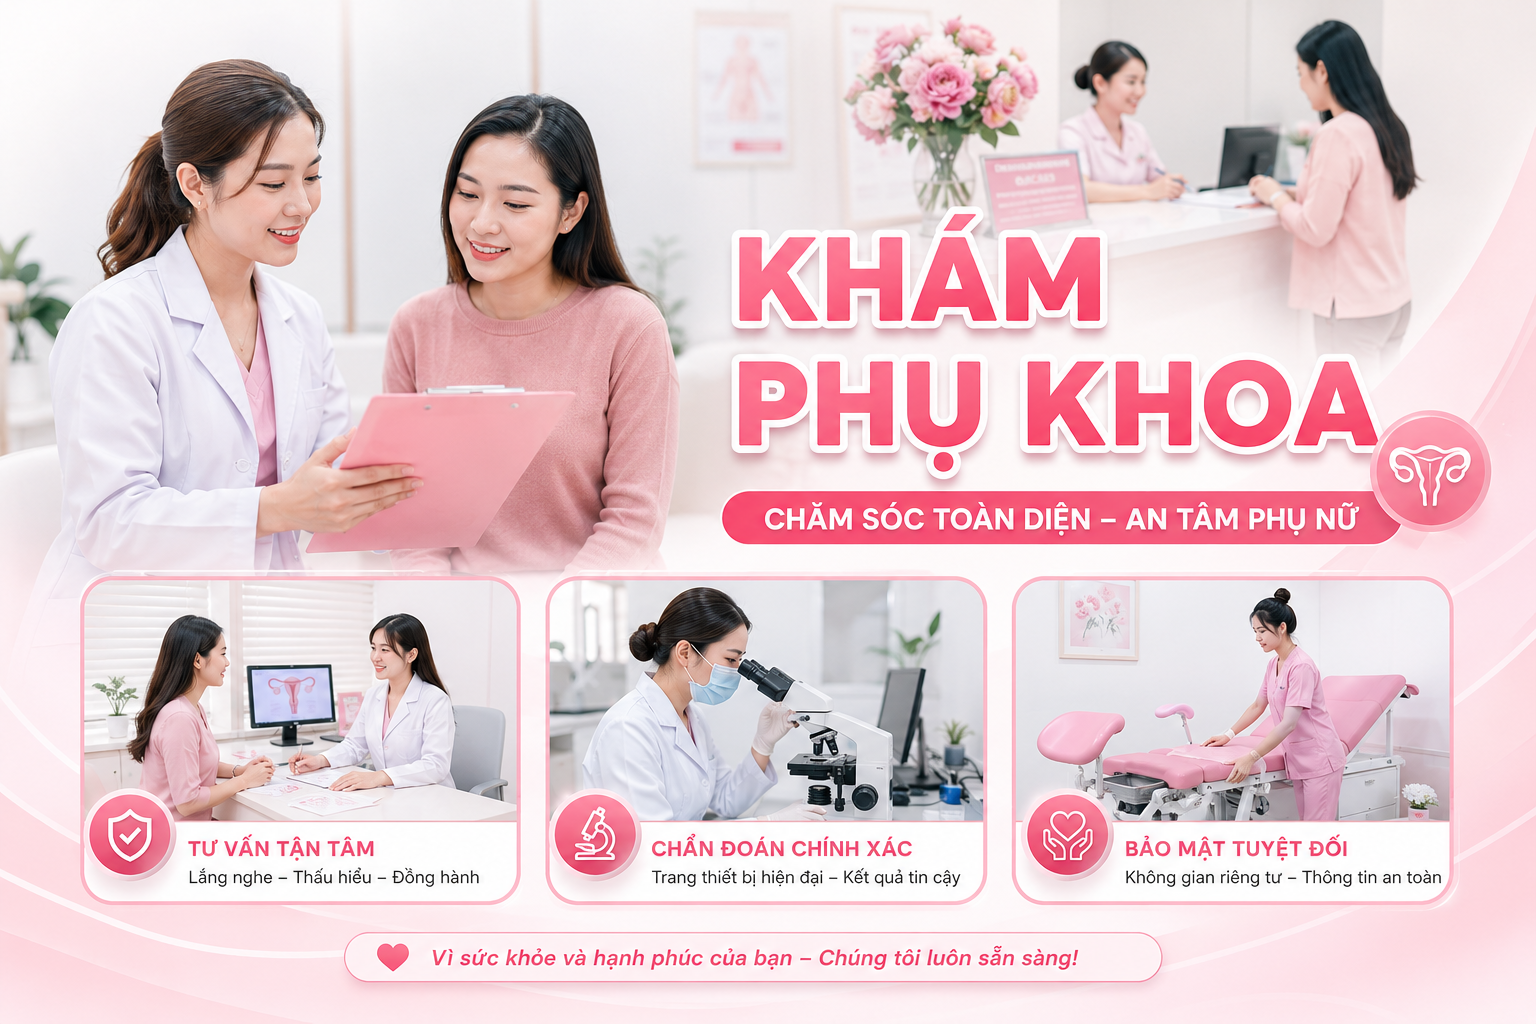 KHÁM
PHỤ KHOA
CHĂM SÓC TOÀN DIỆN – AN TÂM PHỤ NỮ
TƯ VẤN TẬN TÂM
Lắng nghe – Thấu hiểu – Đồng hành
CHẨN ĐOÁN CHÍNH XÁC
Trang thiết bị hiện đại – Kết quả tin cậy
BẢO MẬT TUYỆT ĐỐI
Không gian riêng tư – Thông tin an toàn
Vì sức khỏe và hạnh phúc của bạn – Chúng tôi luôn sẵn sàng!